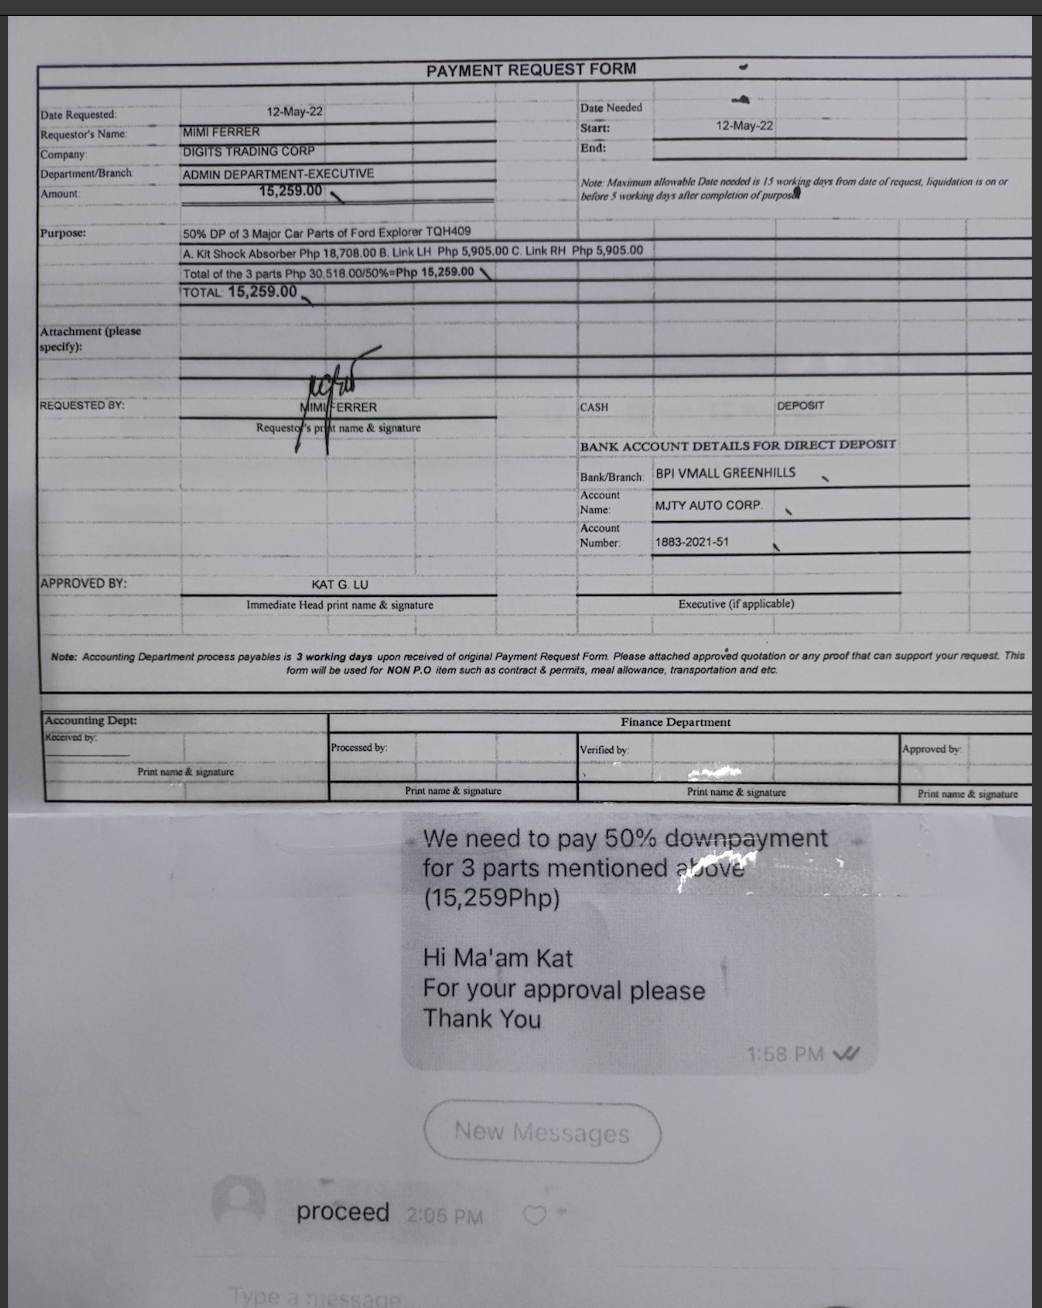 PAYMENT REQUEST FORM
Date Requested: 12-May-22 Date Needed
Requestor's Name: MIMI FERRER Start: 12-May-22
Company: DIGITS TRADING CORP End:
Department/Branch: ADMIN DEPARTMENT-EXECUTIVE
Amount: 15,259.00
Note: Maximum allowable Date needed is 15 working days from date of request, liquidation is on or
before 5 working days after completion of purpose
Purpose: 50% DP of 3 Major Car Parts of Ford Explorer TQH409
A. Kit Shock Absorber Php 18,708.00 B. Link LH Php 5,905.00 C. Link RH Php 5,905.00
Total of the 3 parts Php 30,518.00/50%=Php 15,259.00
TOTAL: 15,259.00
Attachment (please
specify):
REQUESTED BY: MIMI FERRER CASH DEPOSIT
Requestor's print name & signature
BANK ACCOUNT DETAILS FOR DIRECT DEPOSIT
Bank/Branch: BPI VMALL GREENHILLS
Account
Name: MJTY AUTO CORP.
Account
Number: 1883-2021-51
APPROVED BY: KAT G. LU
Immediate Head print name & signature Executive (if applicable)
Note: Accounting Department process payables is 3 working days upon received of original Payment Request Form. Please attached approved quotation or any proof that can support your request. This
form will be used for NON P.O item such as contract & permits, meal allowance, transportation and etc.
Accounting Dept: Finance Department
Received by: Processed by: Verified by: Approved by:
Print name & signature Print name & signature Print name & signature Print name & signature
We need to pay 50% downpayment
for 3 parts mentioned above
(15,259Php)
Hi Ma'am Kat
For your approval please
Thank You
1:58 PM
New Messages
proceed 2:05 PM
Type a message